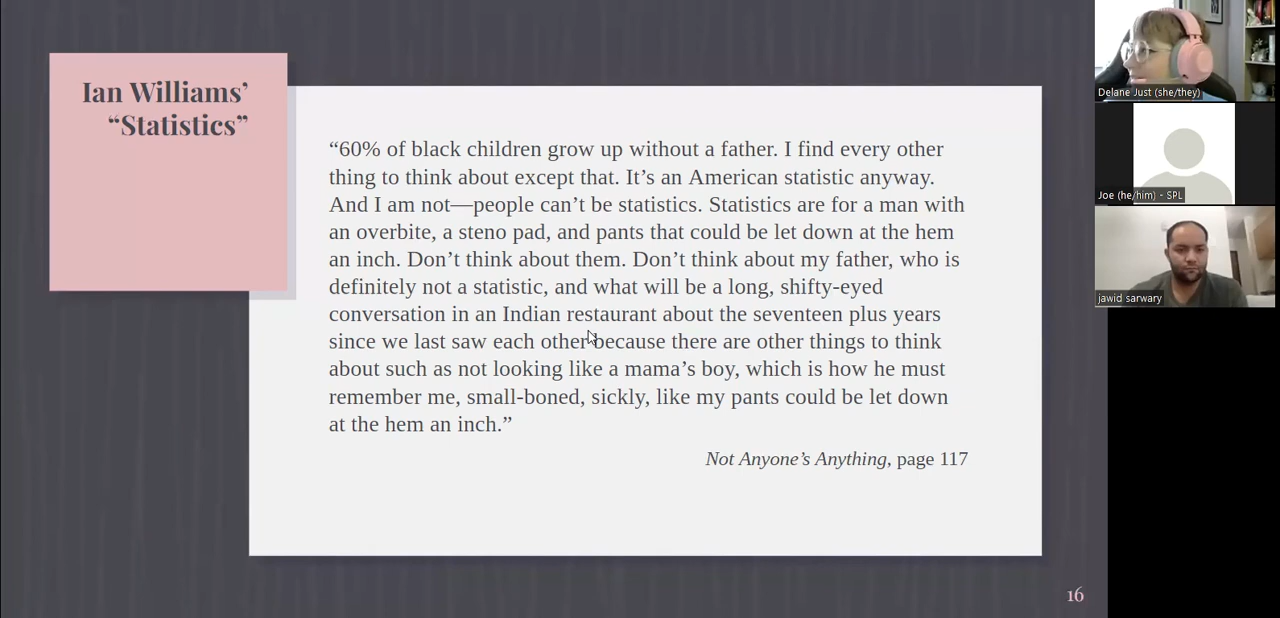 Ian Williams’
“Statistics”
“60% of black children grow up without a father. I find every other
thing to think about except that. It’s an American statistic anyway.
And I am not—people can’t be statistics. Statistics are for a man with
an overbite, a steno pad, and pants that could be let down at the hem
an inch. Don’t think about them. Don’t think about my father, who is
definitely not a statistic, and what will be a long, shifty-eyed
conversation in an Indian restaurant about the seventeen plus years
since we last saw each other because there are other things to think
about such as not looking like a mama’s boy, which is how he must
remember me, small-boned, sickly, like my pants could be let down
at the hem an inch.”
Not Anyone’s Anything, page 117
16
Delane Just (she/they)
Joe (he/him) - SPL
jawid sarwary